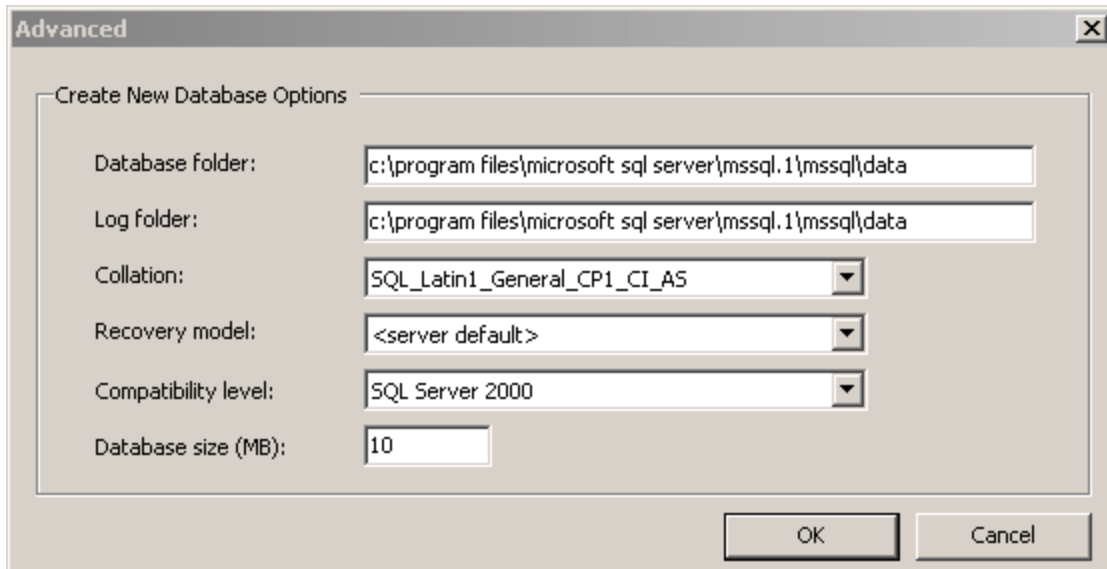 Advanced
Create New Database Options
Database folder: c:\program files\microsoft sql server\mssql.1\mssql\data
Log folder: c:\program files\microsoft sql server\mssql.1\mssql\data
Collation: SQL_Latin1_General_CP1_CI_AS
Recovery model: <server default>
Compatibility level: SQL Server 2000
Database size (MB): 10
OK Cancel